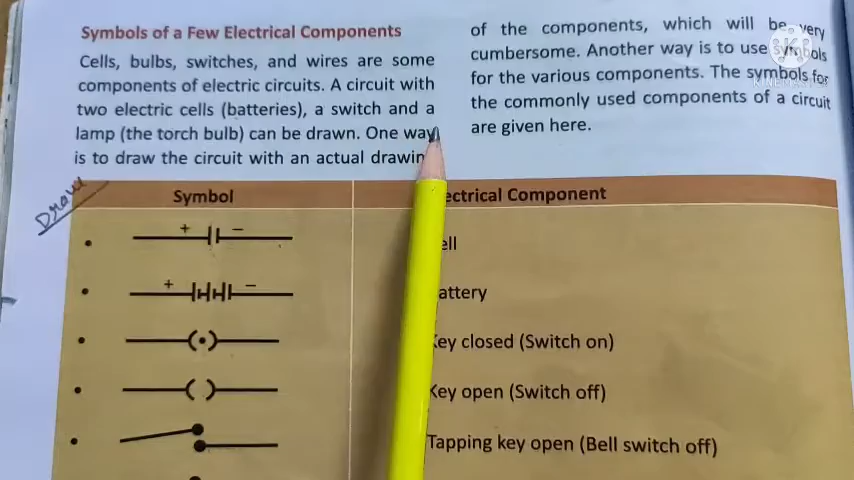 Symbols of a Few Electrical Components
Cells, bulbs, switches, and wires are some
components of electric circuits. A circuit with
two electric cells (batteries), a switch and a
lamp (the torch bulb) can be drawn. One way
is to draw the circuit with an actual drawin
of the components, which will be very
cumbersome. Another way is to use symbols
for the various components. The symbols for
the commonly used components of a circuit
are given here.
Draw
Symbol
ectrical Component
+ −
ell
+ −
attery
Key closed (Switch on)
Key open (Switch off)
Tapping key open (Bell switch off)